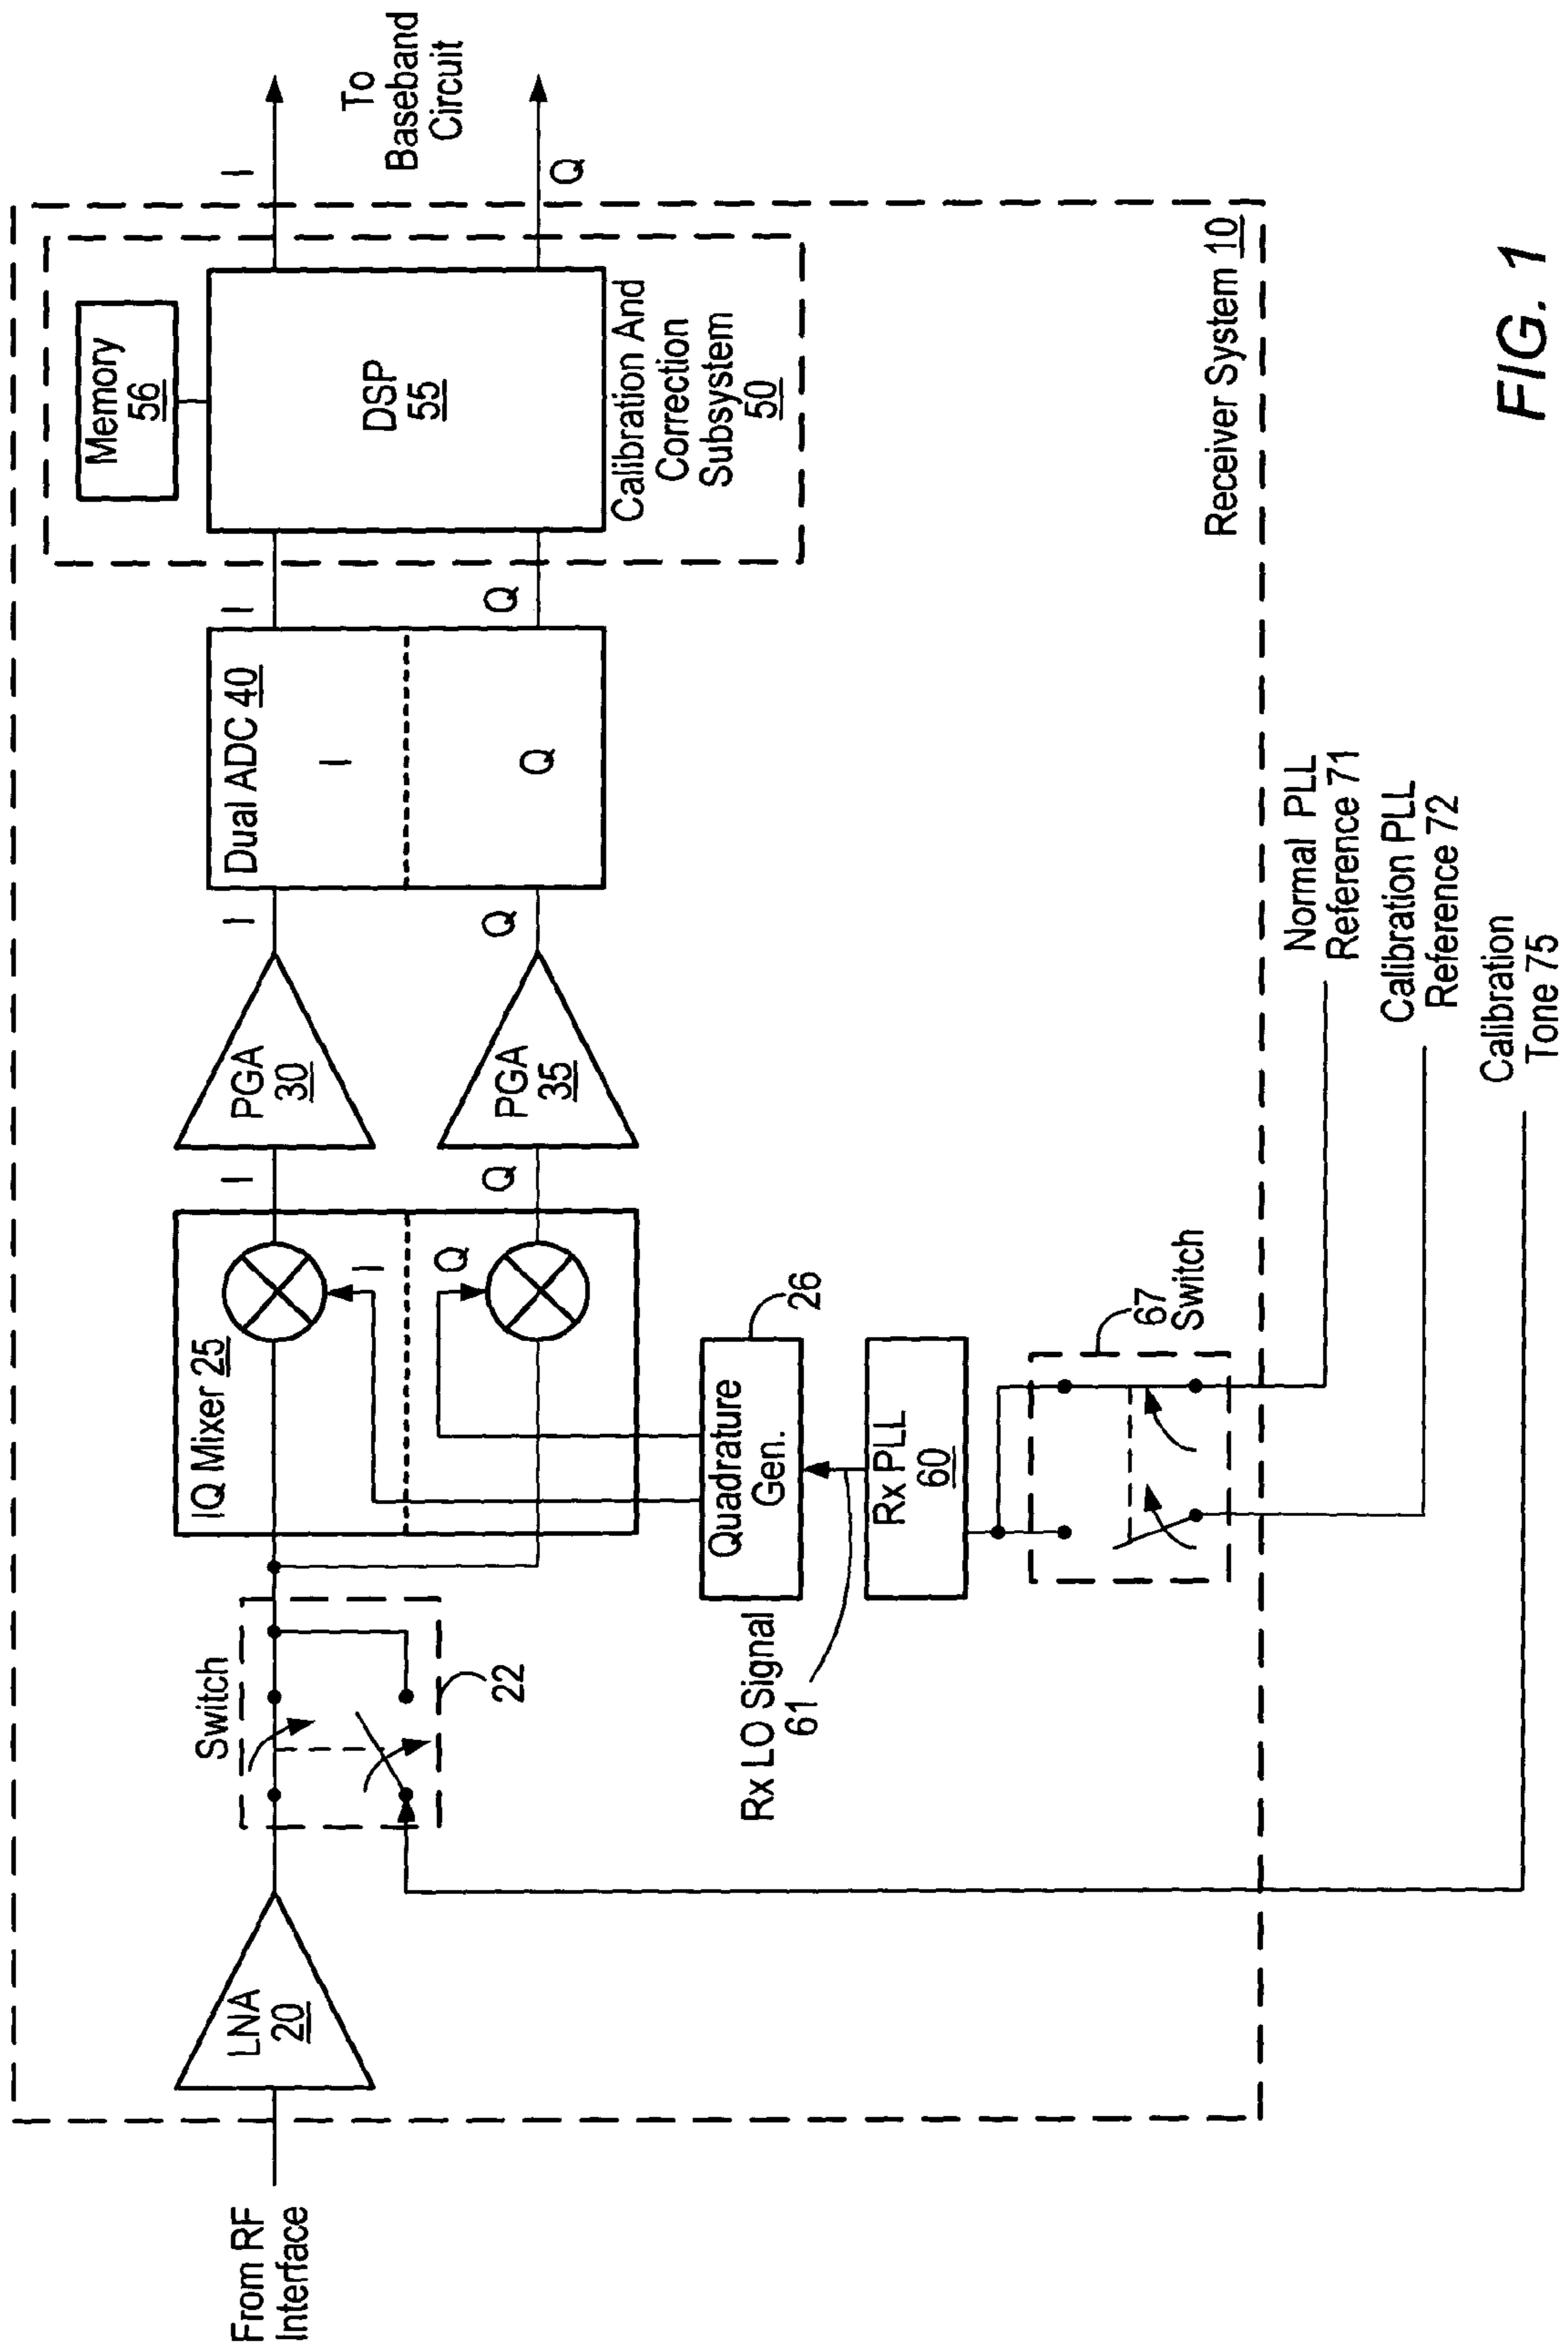 From RF
Interface
LNA
20
Switch
22
IQ Mixer 25
I
Q
I
Q
PGA
30
PGA
35
I
Q
Dual ADC 40
I
Q
I
Q
Memory
56
DSP
55
Calibration And
Correction
Subsystem
50
I
Q
To
Baseband
Circuit
Quadrature
Gen.
26
Rx LO Signal
61
Rx PLL
60
67
Switch
Receiver System 10
Normal PLL
Reference 71
Calibration PLL
Reference 72
Calibration
Tone 75
FIG. 1